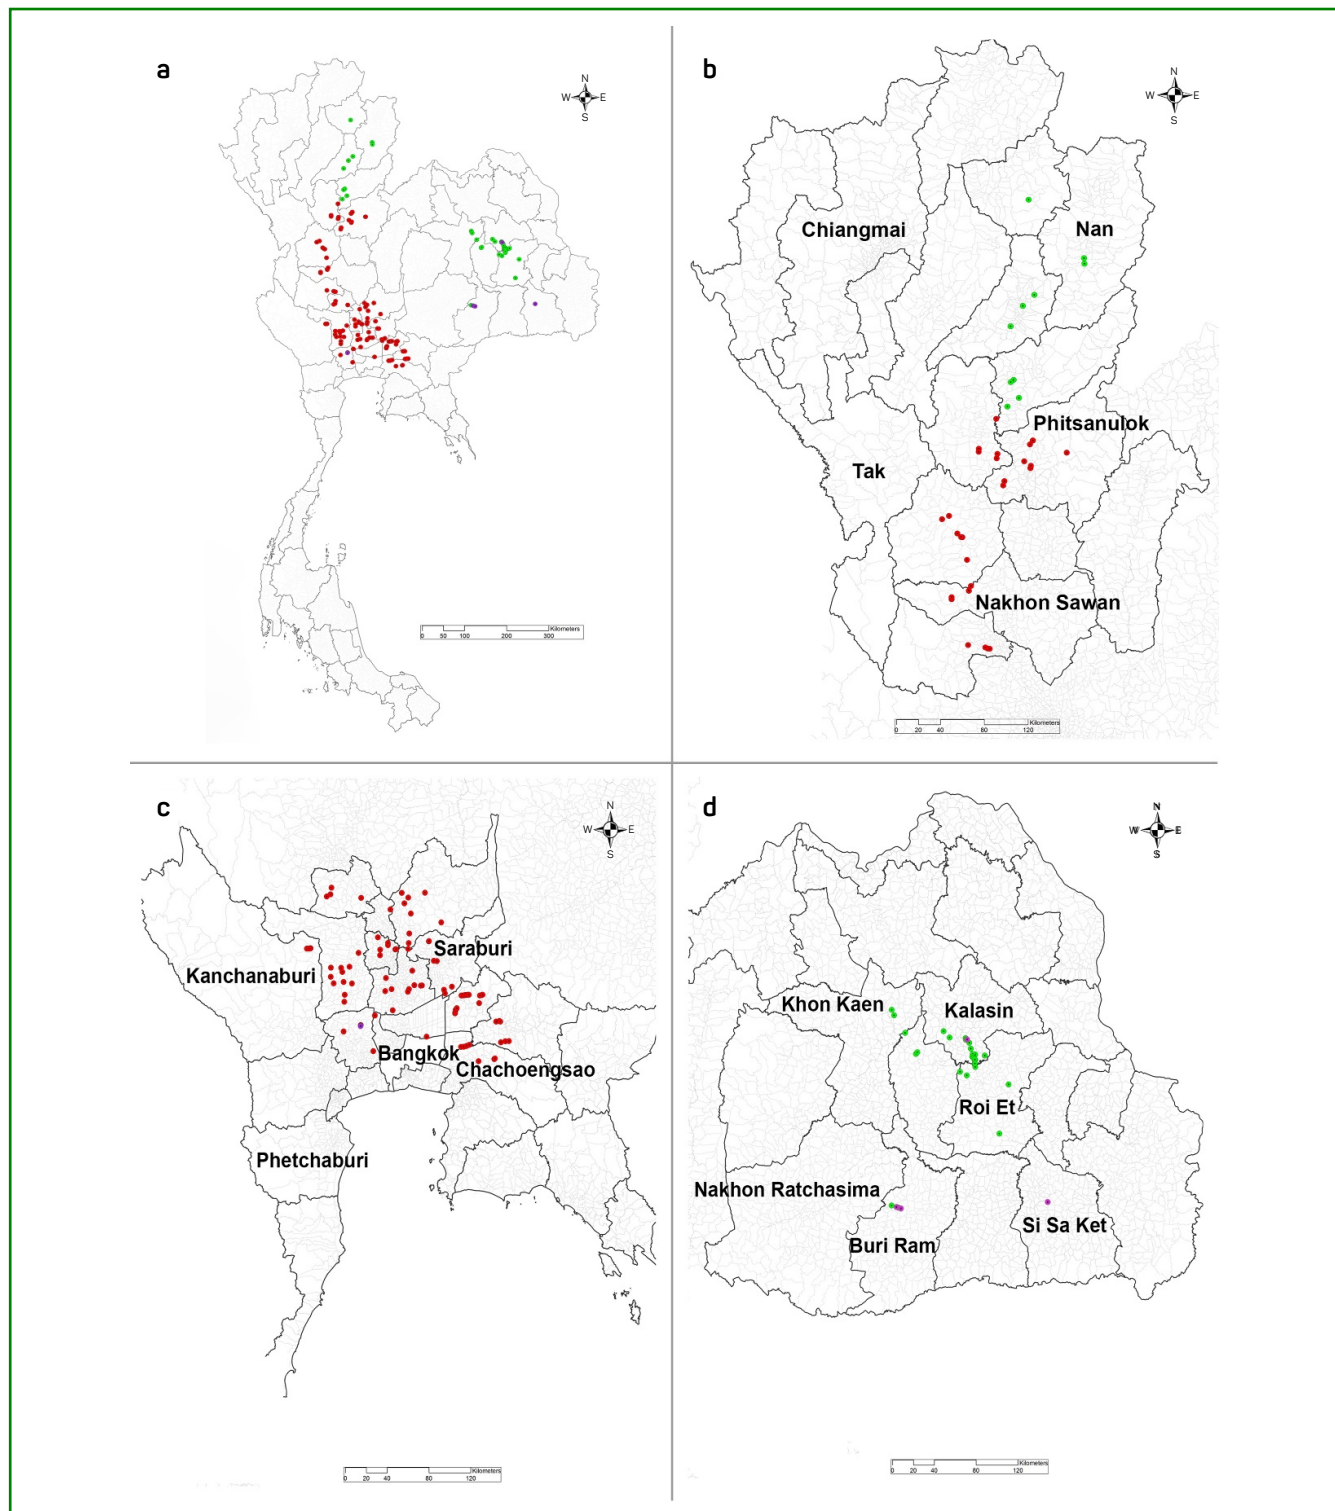 a
N
W E
S
Kilometers
0 50 100 200 300
b
N
W E
S
Chiangmai
Nan
Phitsanulok
Tak
Nakhon Sawan
Kilometers
0 20 40 80 120
c
N
W E
S
Saraburi
Kanchanaburi
Bangkok
Chachoengsao
Phetchaburi
Kilometers
0 20 40 80 120
d
N
W E
S
Khon Kaen
Kalasin
Roi Et
Nakhon Ratchasima
Si Sa Ket
Buri Ram
Kilometers
0 20 40 80 120